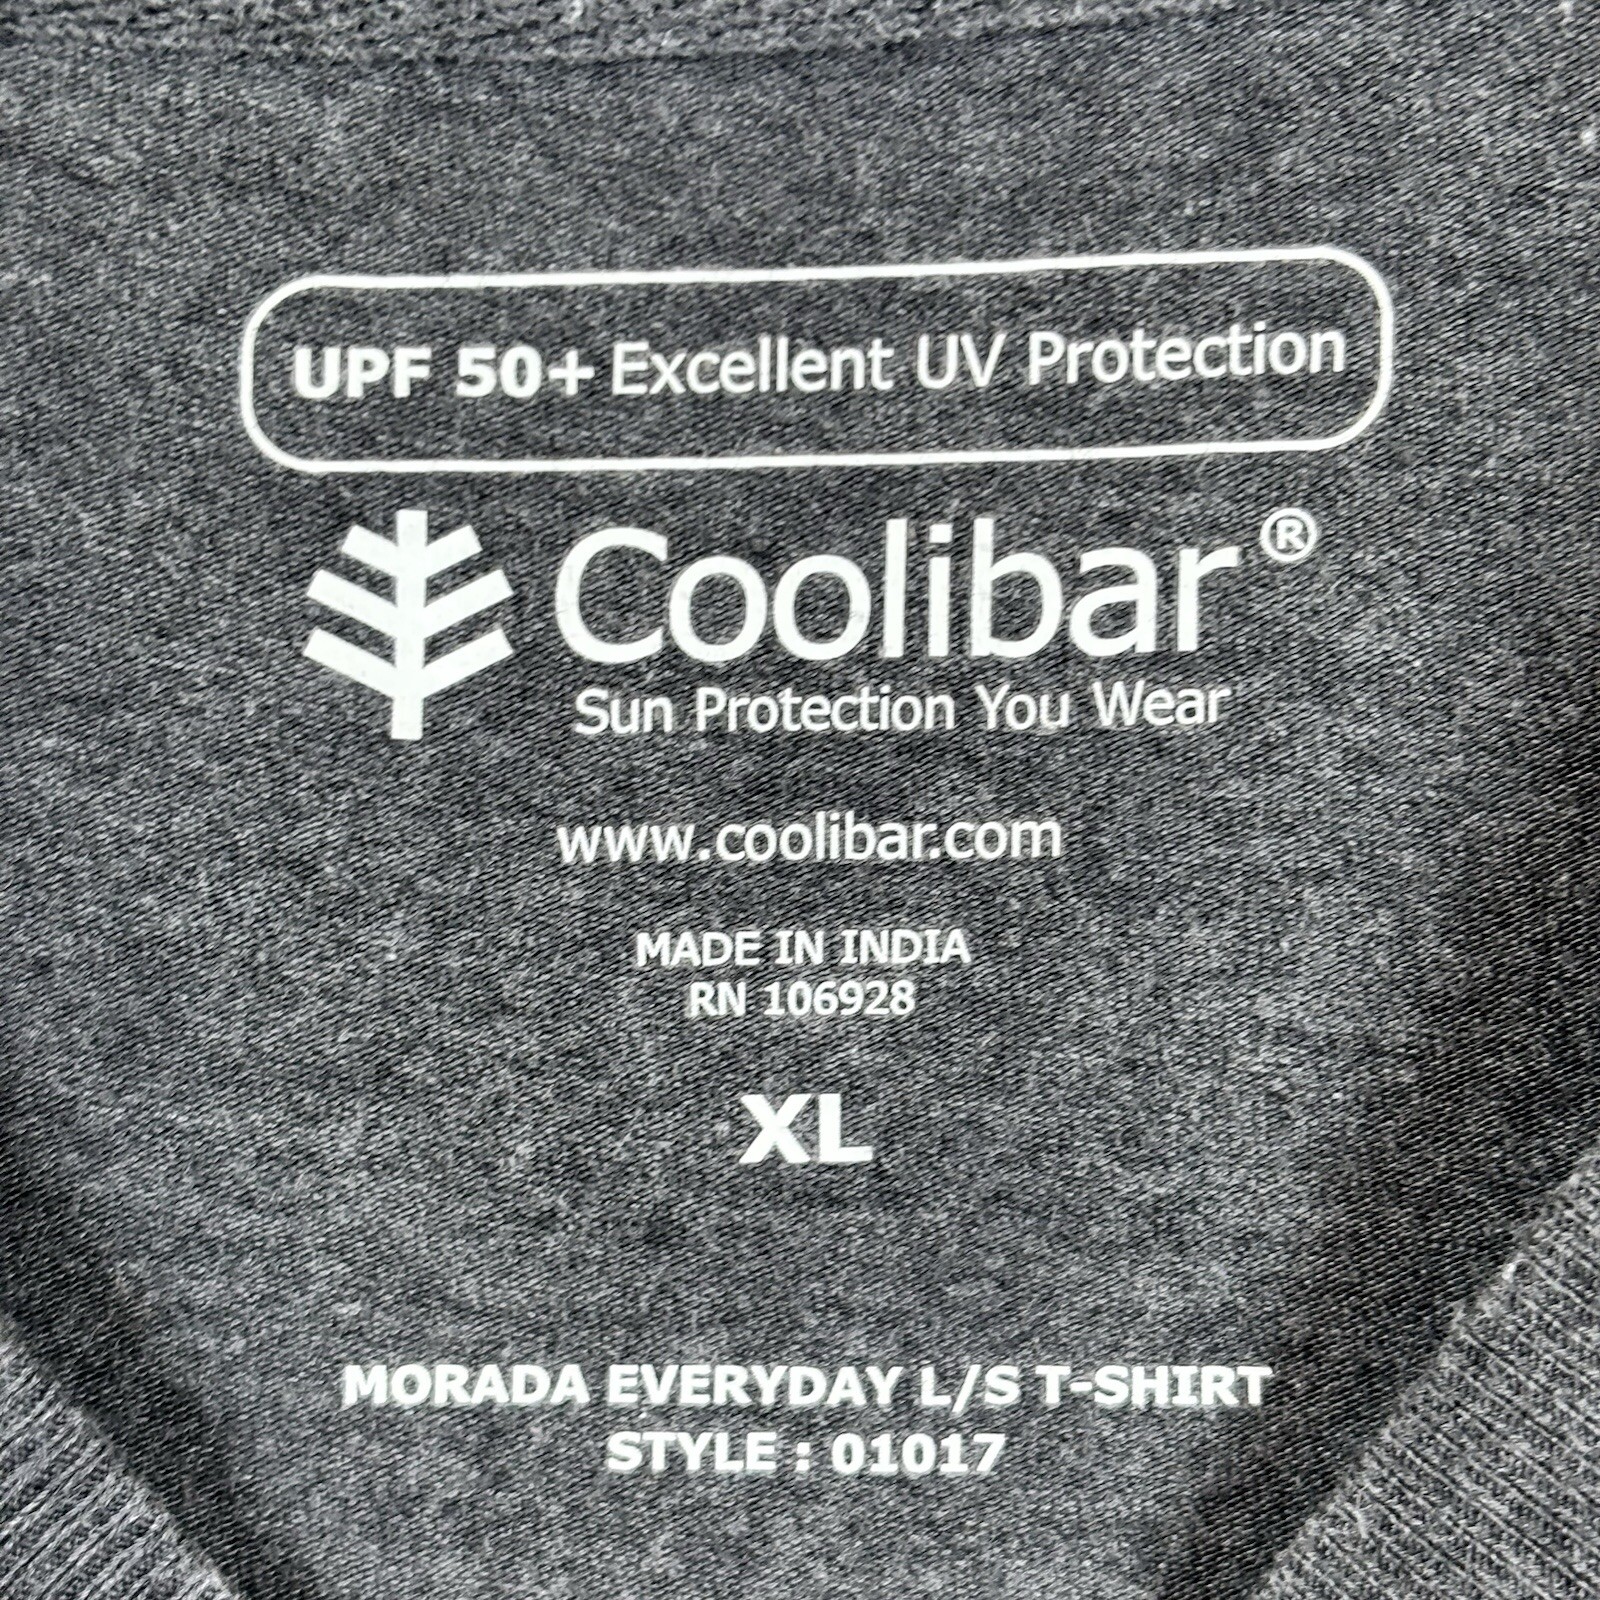 UPF 50+ Excellent UV Protection
Coolibar®
Sun Protection You Wear
www.coolibar.com
MADE IN INDIA
RN 106928
XL
MORADA EVERYDAY L/S T-SHIRT
STYLE : 01017